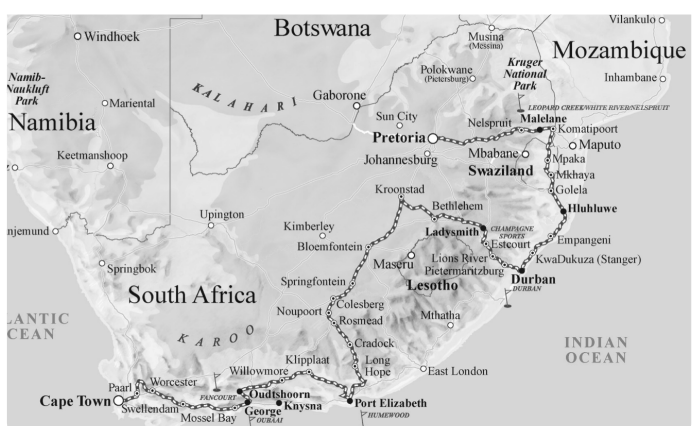 Vilankulo
Botswana
Windhoek
Musina
(Messina)
Mozambique
Kruger
National
Park
Polokwane
(Pietersburg)
Inhambane
Namib-
Naukluft
Park
KALAHARI
Gaborone
Mariental
LEOPARD CREEK/WHITE RIVER/NELSPRUIT
Sun City
Malelane
Nelspruit
Komatipoort
Namibia
Pretoria
Maputo
Mbabane
Johannesburg
Mpaka
Keetmanshoop
Swaziland
Mkhaya
Kroonstad
Golela
Bethlehem
Hluhluwe
Upington
Kimberley
Ladysmith
CHAMPAGNE
SPORTS
njemund
Bloemfontein
Estcourt
Empangeni
Maseru
Lions River
KwaDukuza (Stanger)
Springbok
Pietermaritzburg
Durban
Springfontein
Lesotho
DURBAN
South Africa
Colesberg
Noupoort
Mthatha
LANTIC
CEAN
Rosmead
KAROO
Cradock
INDIAN
OCEAN
Klipplaat
Long
Hope
Willowmore
East London
Worcester
Paarl
Oudtshoorn
FANCOURT
Cape Town
Port Elizabeth
George
Knysna
Swellendam
Mossel Bay
OUBAAI
HUMEWOOD